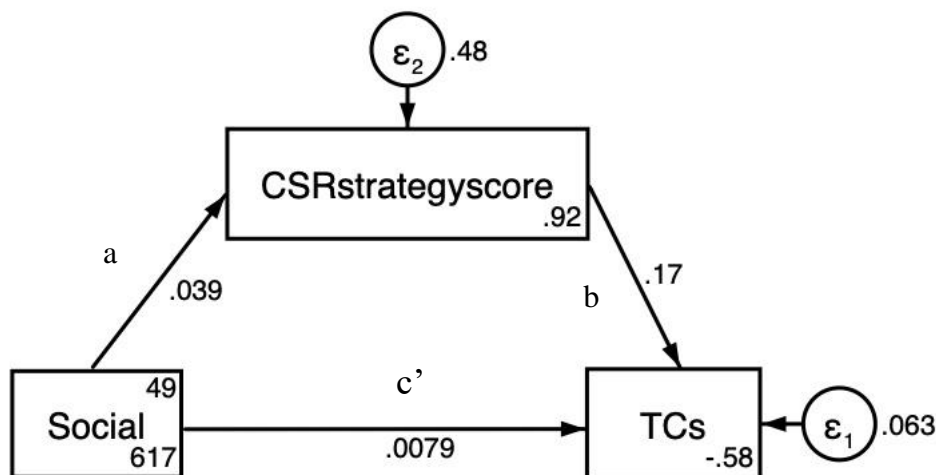 ε₂ .48
CSRstrategyscore
.92
a
.039
b
.17
c’
49
Social
617
.0079
TCs
-.58
ε₁ .063